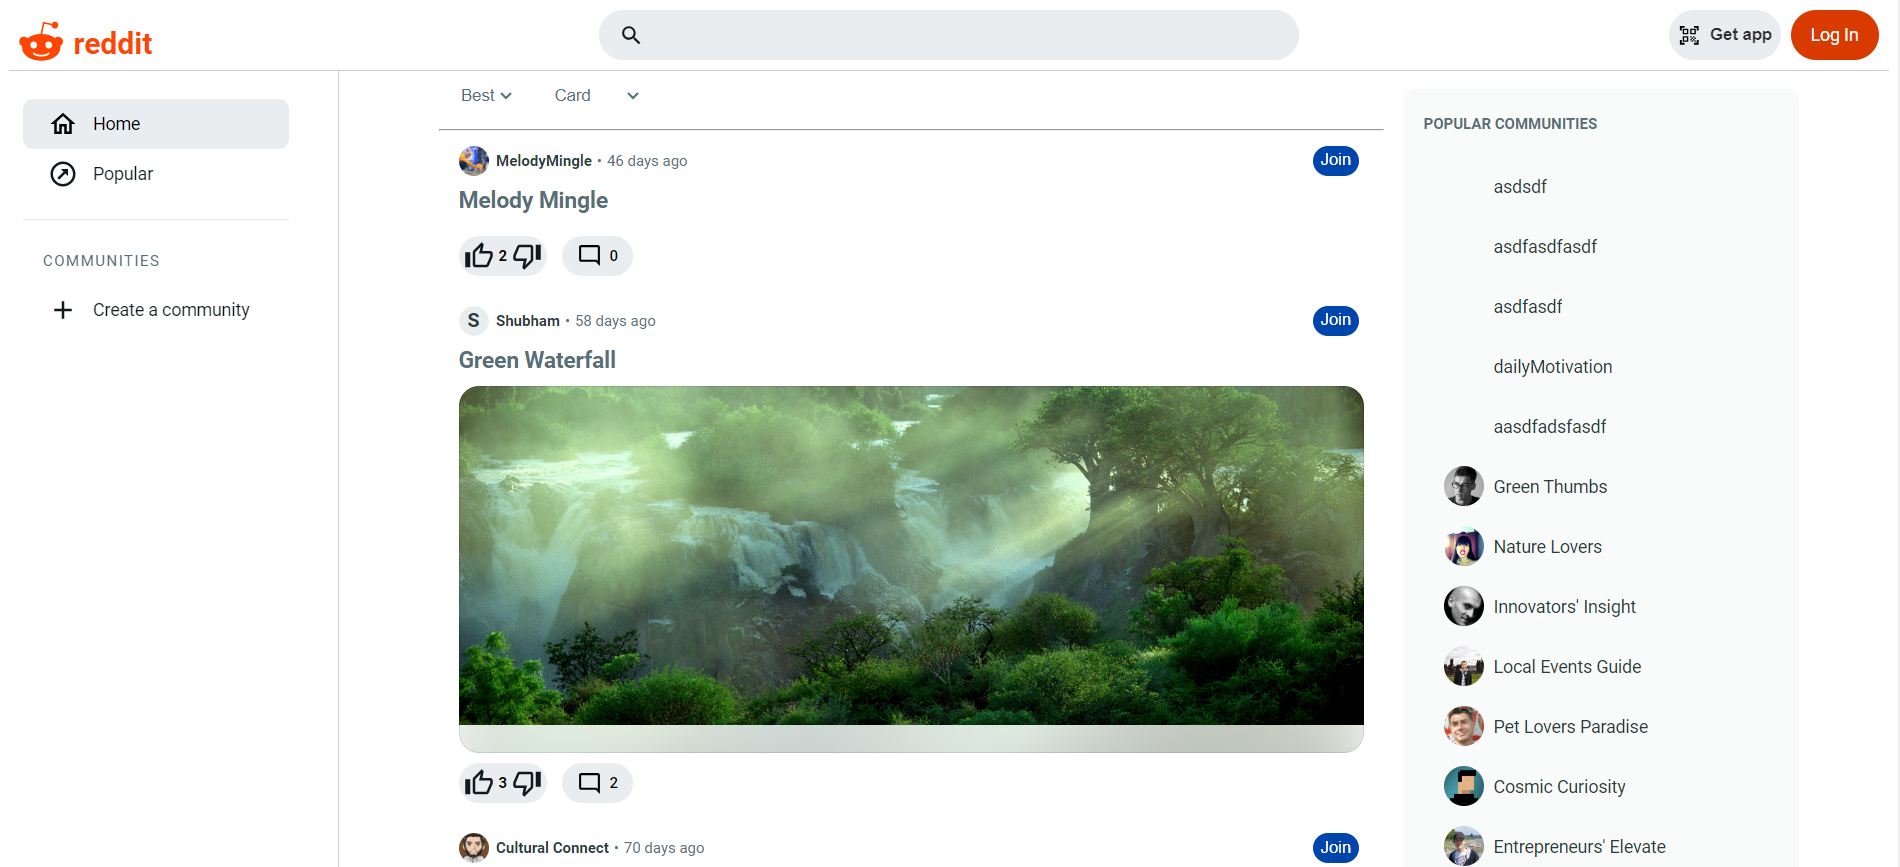 reddit
Get app
Log In
Home
Popular
COMMUNITIES
Create a community
Best
Card
MelodyMingle • 46 days ago
Join
Melody Mingle
2
0
S
Shubham • 58 days ago
Join
Green Waterfall
3
2
Cultural Connect • 70 days ago
Join
POPULAR COMMUNITIES
asdsdf
asdfasdfasdf
asdfasdf
dailyMotivation
aasdfadsfasdf
Green Thumbs
Nature Lovers
Innovators' Insight
Local Events Guide
Pet Lovers Paradise
Cosmic Curiosity
Entrepreneurs' Elevate